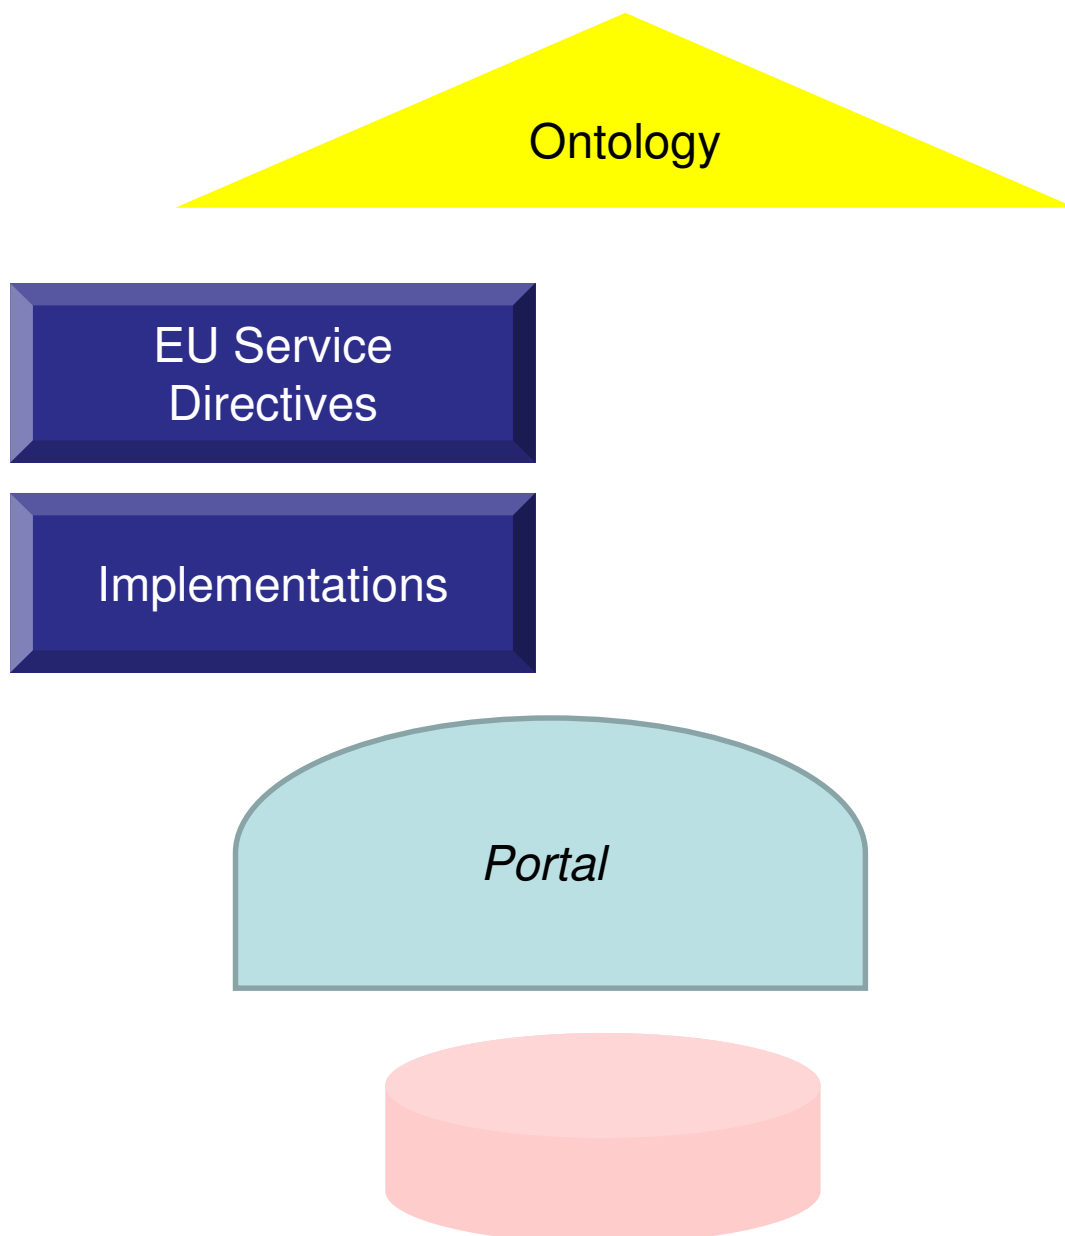 Ontology
EU Service
Directives
Implementations
Portal